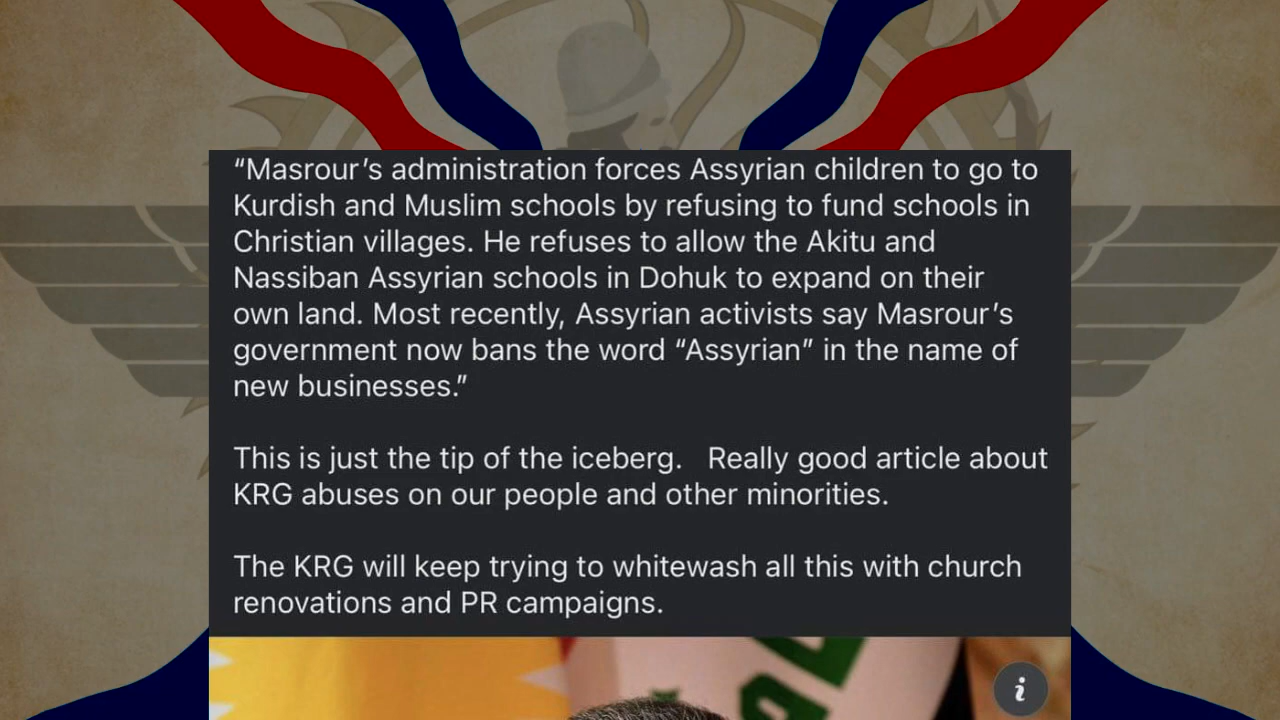 “Masrour’s administration forces Assyrian children to go to
Kurdish and Muslim schools by refusing to fund schools in
Christian villages. He refuses to allow the Akitu and
Nassiban Assyrian schools in Dohuk to expand on their
own land. Most recently, Assyrian activists say Masrour’s
government now bans the word “Assyrian” in the name of
new businesses.”
This is just the tip of the iceberg.   Really good article about
KRG abuses on our people and other minorities.
The KRG will keep trying to whitewash all this with church
renovations and PR campaigns.
i